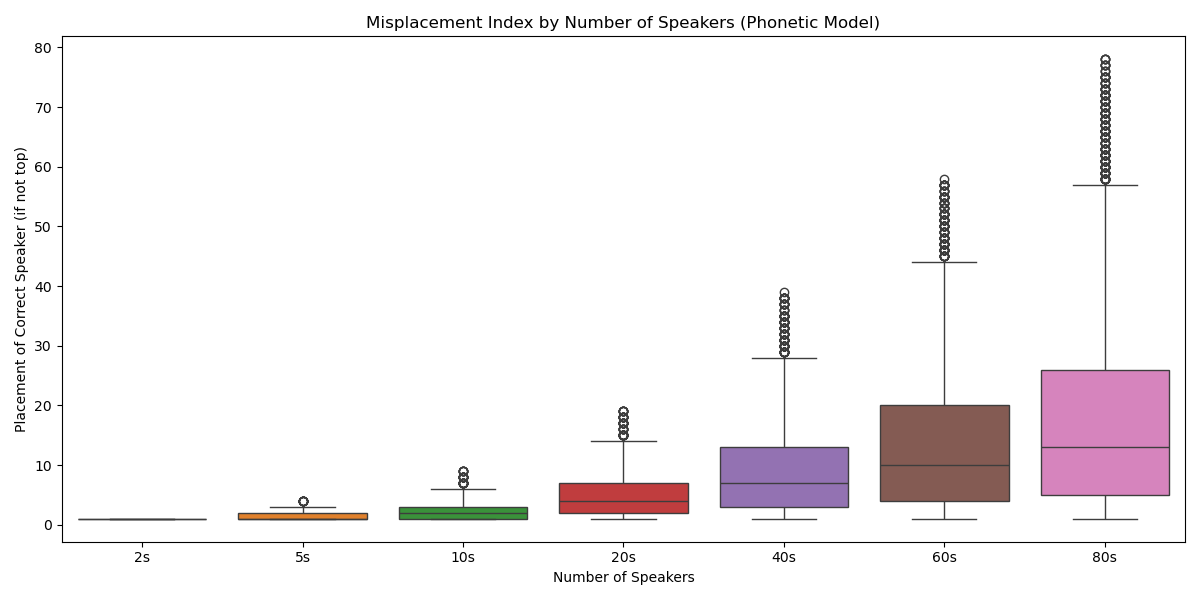 Misplacement Index by Number of Speakers (Phonetic Model)
Placement of Correct Speaker (if not top)
80
70
60
50
40
30
20
10
0
2s 5s 10s 20s 40s 60s 80s
Number of Speakers